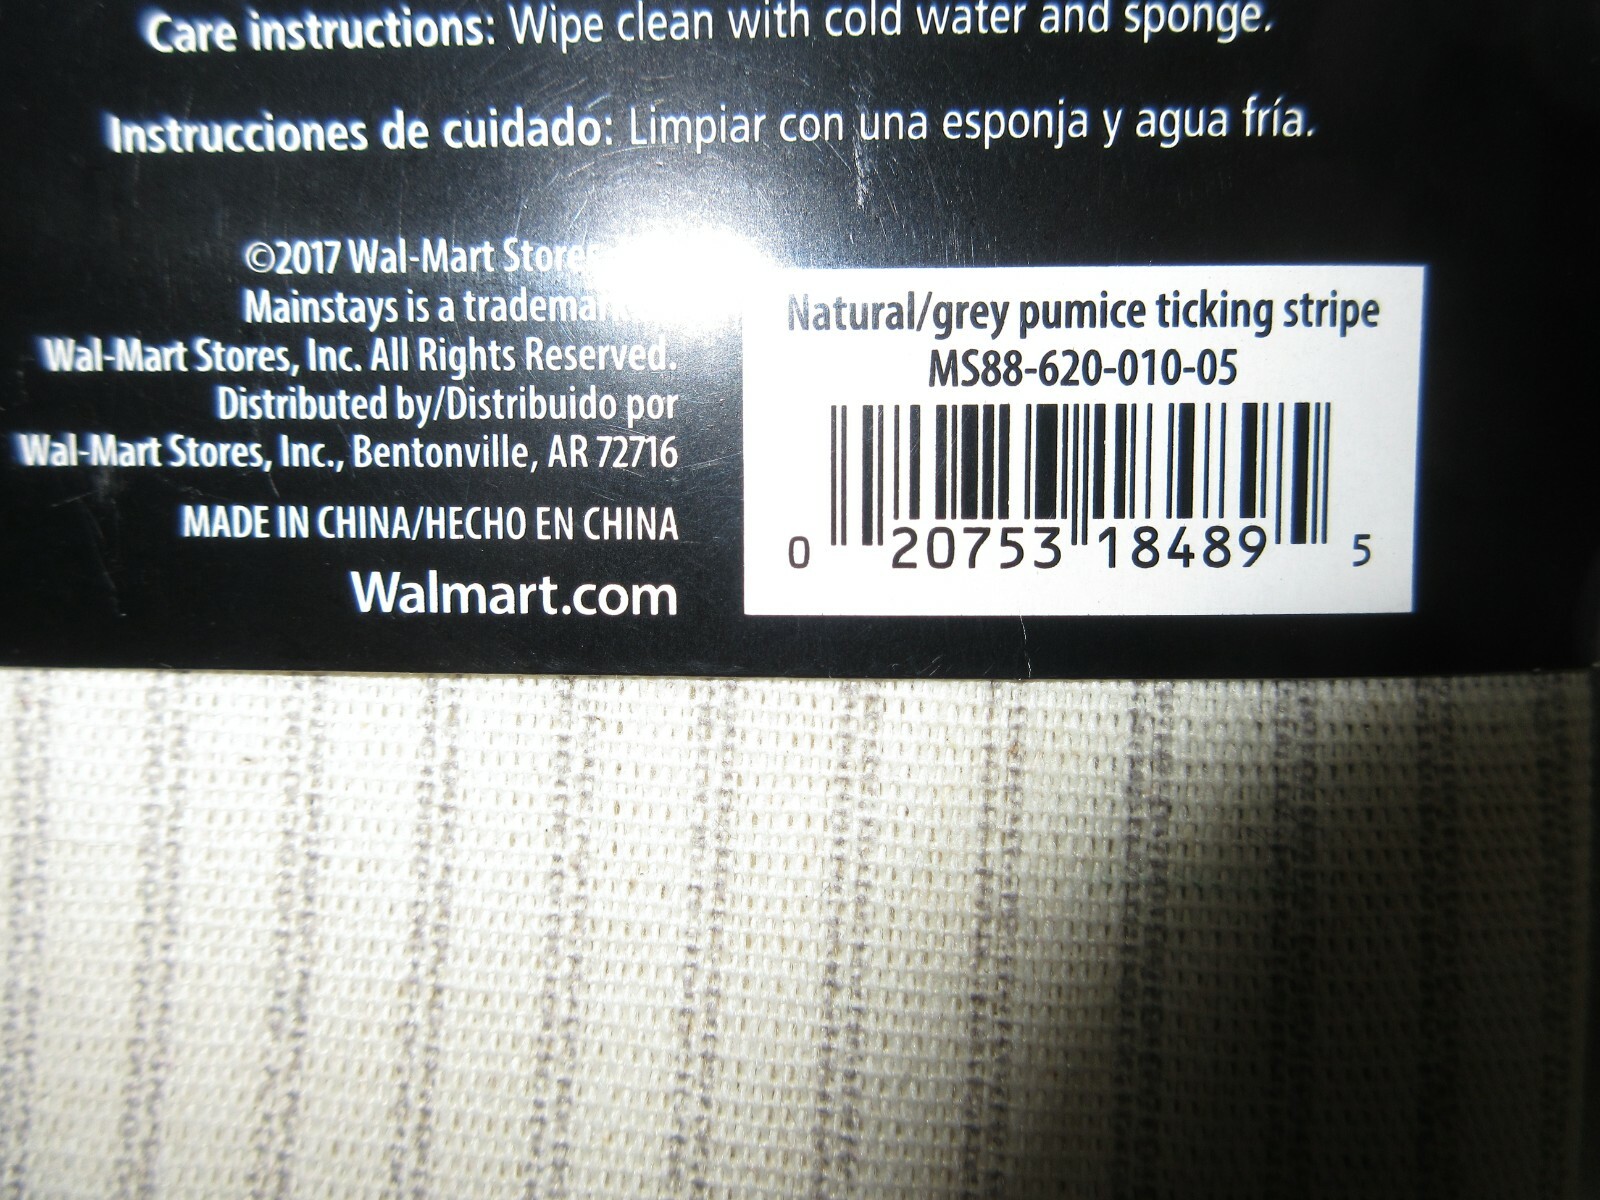 Care instructions: Wipe clean with cold water and sponge.
Instrucciones de cuidado: Limpiar con una esponja y agua fría.
©2017 Wal-Mart Stores
Mainstays is a trademark
Wal-Mart Stores, Inc. All Rights Reserved.
Distributed by/Distribuido por
Wal-Mart Stores, Inc., Bentonville, AR 72716
MADE IN CHINA/HECHO EN CHINA
Walmart.com
Natural/grey pumice ticking stripe
MS88-620-010-05
0 20753 18489 5